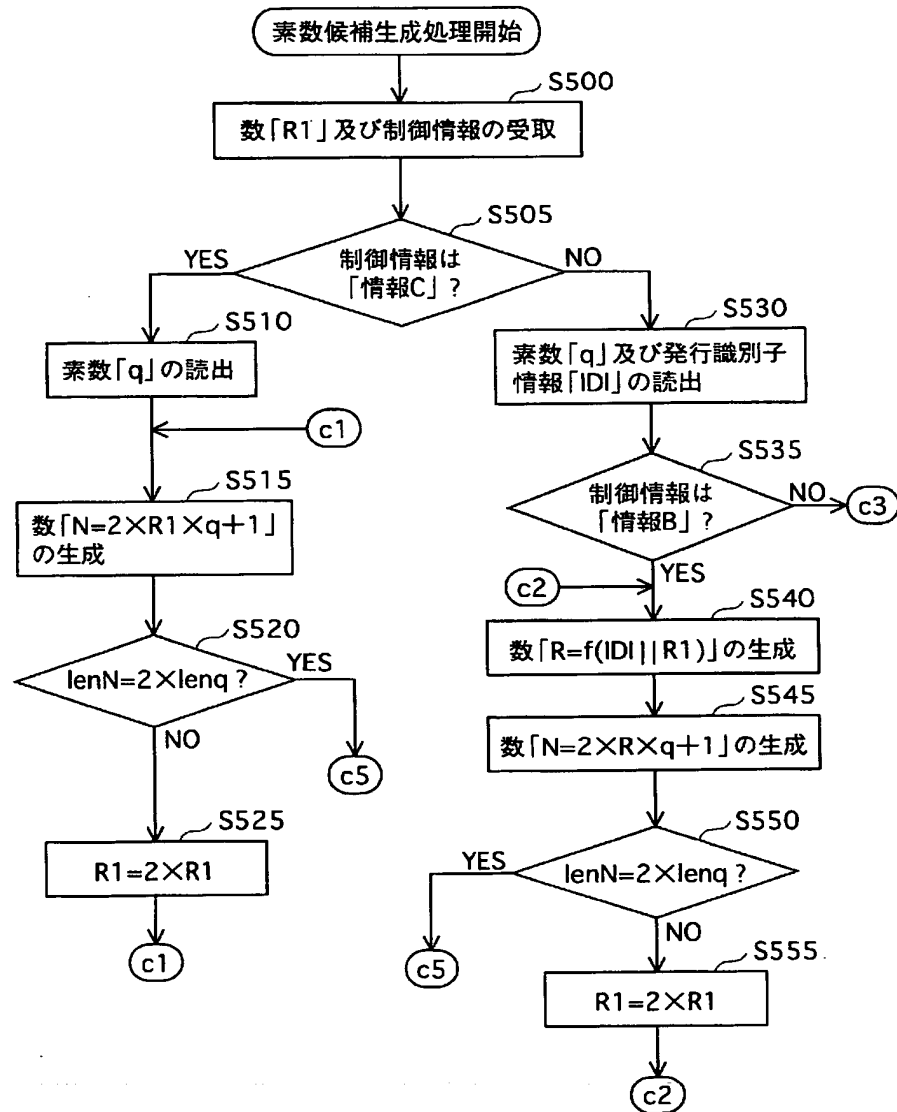 素数候補生成処理開始
S500
数「R1」及び制御情報の受取
S505
制御情報は
「情報C」?
YES
NO
S510
素数「q」の読出
c1
S515
数「N=2×R1×q+1」
の生成
S520
lenN=2×lenq?
YES
NO
c5
S525
R1=2×R1
c1
S530
素数「q」及び発行識別子
情報「IDI」の読出
S535
制御情報は
「情報B」?
NO
c3
YES
c2
S540
数「R=f(IDI||R1)」の生成
S545
数「N=2×R×q+1」の生成
S550
lenN=2×lenq?
YES
c5
NO
S555
R1=2×R1
c2